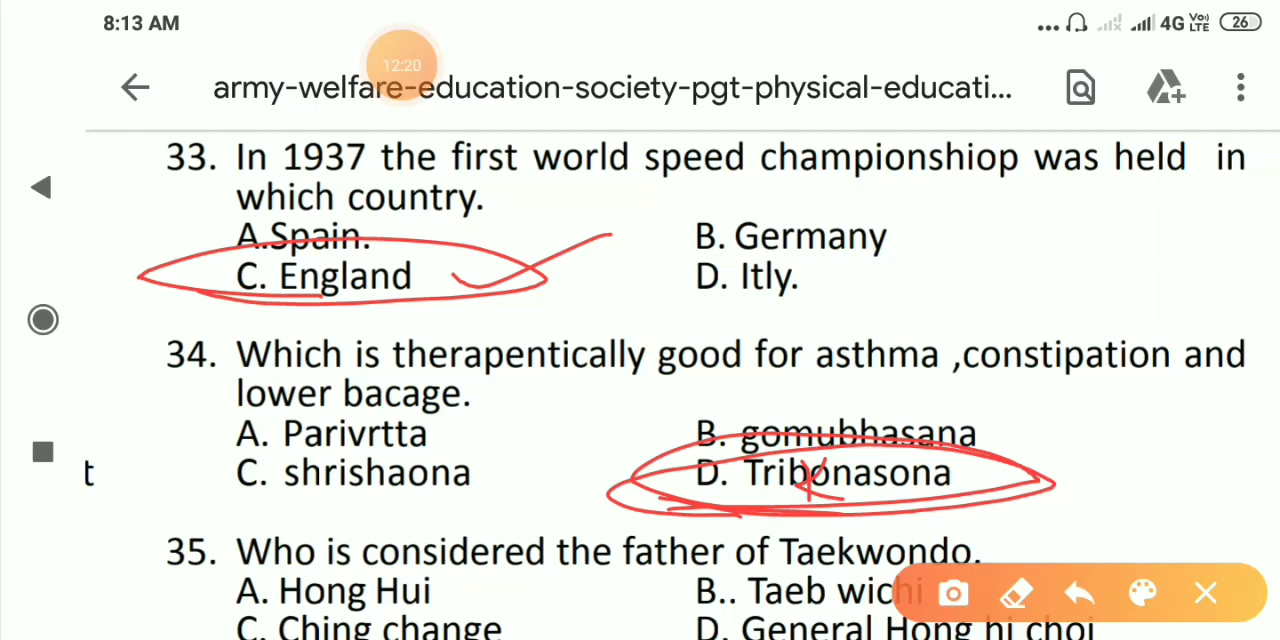 8:13 AM
4G Vo) LTE 26
12:20
army-welfare-education-society-pgt-physical-educati...
33. In 1937 the first world speed championshiop was held in
which country.
A.Spain.
B. Germany
C. England
D. Itly.
34. Which is therapentically good for asthma ,constipation and
lower bacage.
A. Parivrtta
B. gomubhasana
C. shrishaona
D. Tribonasona
t
35. Who is considered the father of Taekwondo.
A. Hong Hui
B.. Taeb wichi
C. Ching change
D. General Hong hi choi